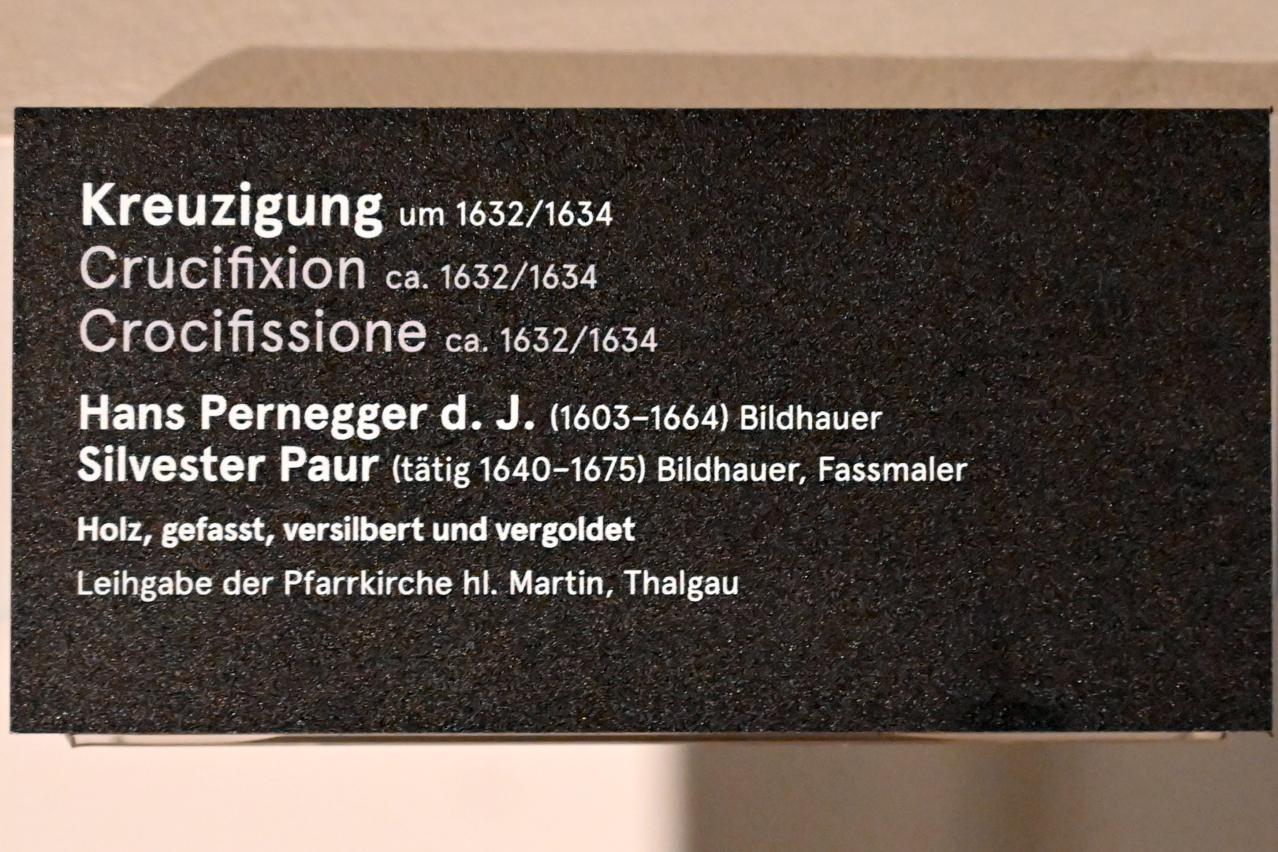 Kreuzigung um 1632/1634
Crucifixion ca. 1632/1634
Crocifissione ca. 1632/1634
Hans Pernegger d. J. (1603–1664) Bildhauer
Silvester Paur (tätig 1640–1675) Bildhauer, Fassmaler
Holz, gefasst, versilbert und vergoldet
Leihgabe der Pfarrkirche hl. Martin, Thalgau